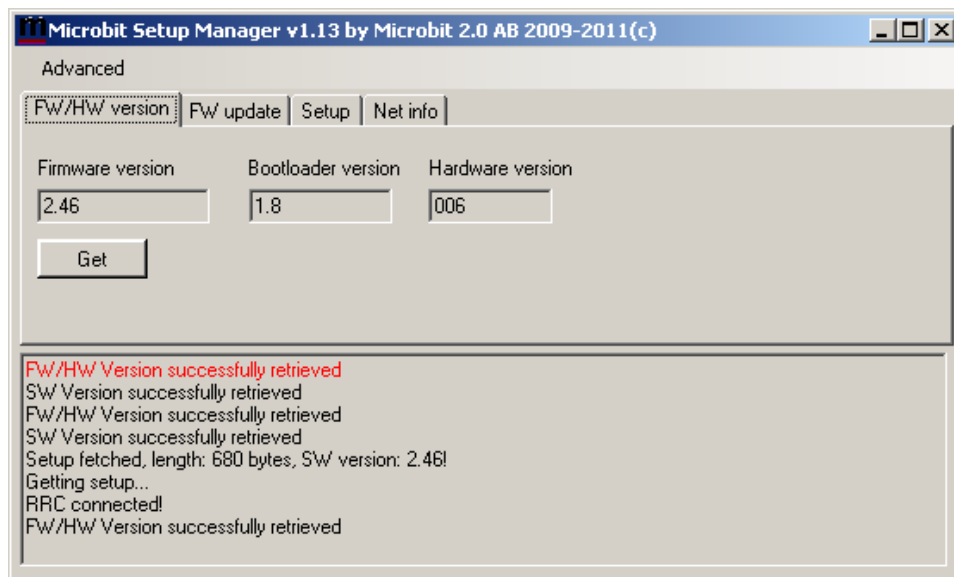 Microbit Setup Manager v1.13 by Microbit 2.0 AB 2009-2011(c)
Advanced
FW/HW version FW update Setup Net info
Firmware version Bootloader version Hardware version
2.46 1.8 006
Get
FW/HW Version successfully retrieved
SW Version successfully retrieved
FW/HW Version successfully retrieved
SW Version successfully retrieved
Setup fetched, length: 680 bytes, SW version: 2.46!
Getting setup...
RRC connected!
FW/HW Version successfully retrieved